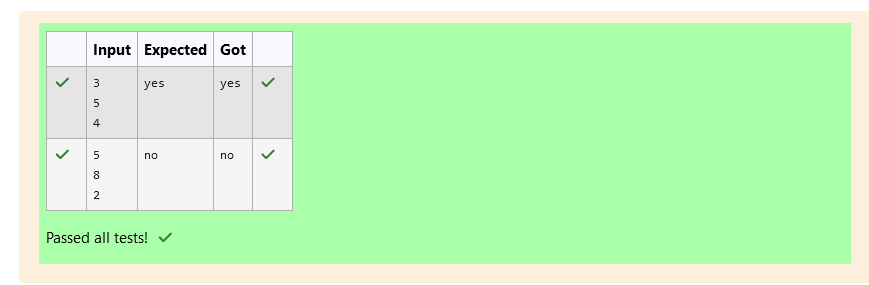 Input Expected Got
3 yes yes
5
4
5 no no
8
2
Passed all tests!